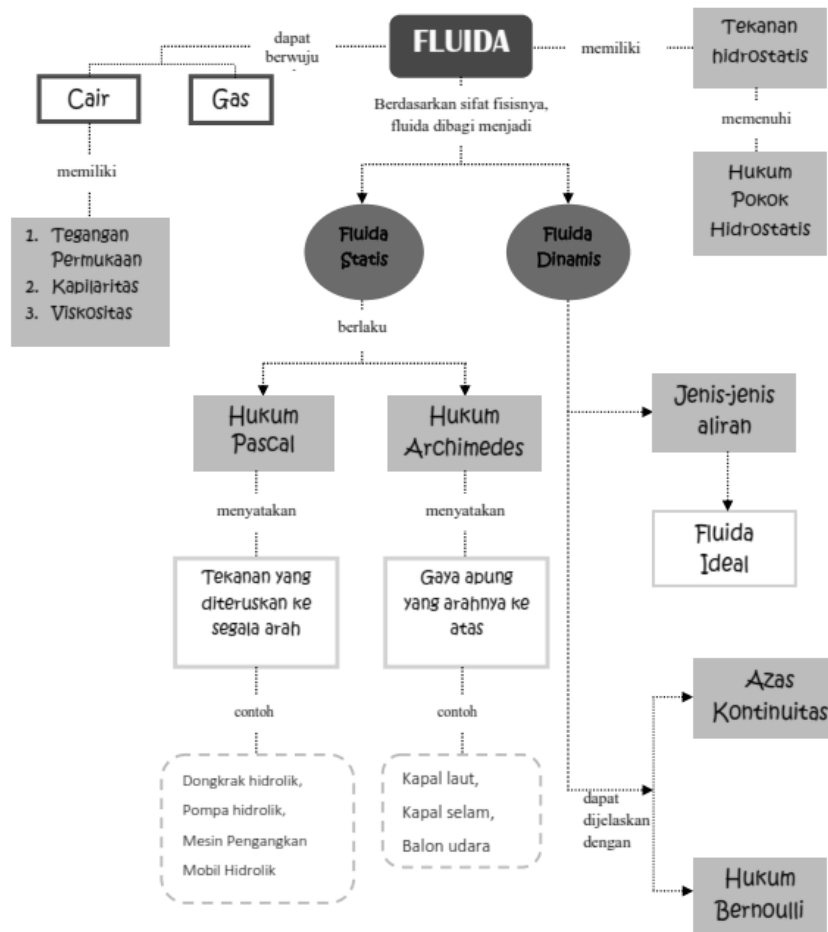 FLUIDA
dapat
berwuju
memiliki
Tekanan
hidrostatis
Cair
Gas
Berdasarkan sifat fisisnya,
fluida dibagi menjadi
memenuhi
memiliki
Hukum
Pokok
Hidrostatis
1. Tegangan
Permukaan
2. Kapilaritas
3. Viskositas
Fluida
Statis
Fluida
Dinamis
berlaku
Hukum
Pascal
Hukum
Archimedes
Jenis-jenis
aliran
menyatakan
menyatakan
Fluida
Ideal
Tekanan yang
diteruskan ke
segala arah
Gaya apung
yang arahnya ke
atas
contoh
contoh
Azas
Kontinuitas
Dongkrak hidrolik,
Pompa hidrolik,
Mesin Pengangkan
Mobil Hidrolik
Kapal laut,
Kapal selam,
Balon udara
dapat
dijelaskan
dengan
Hukum
Bernoulli